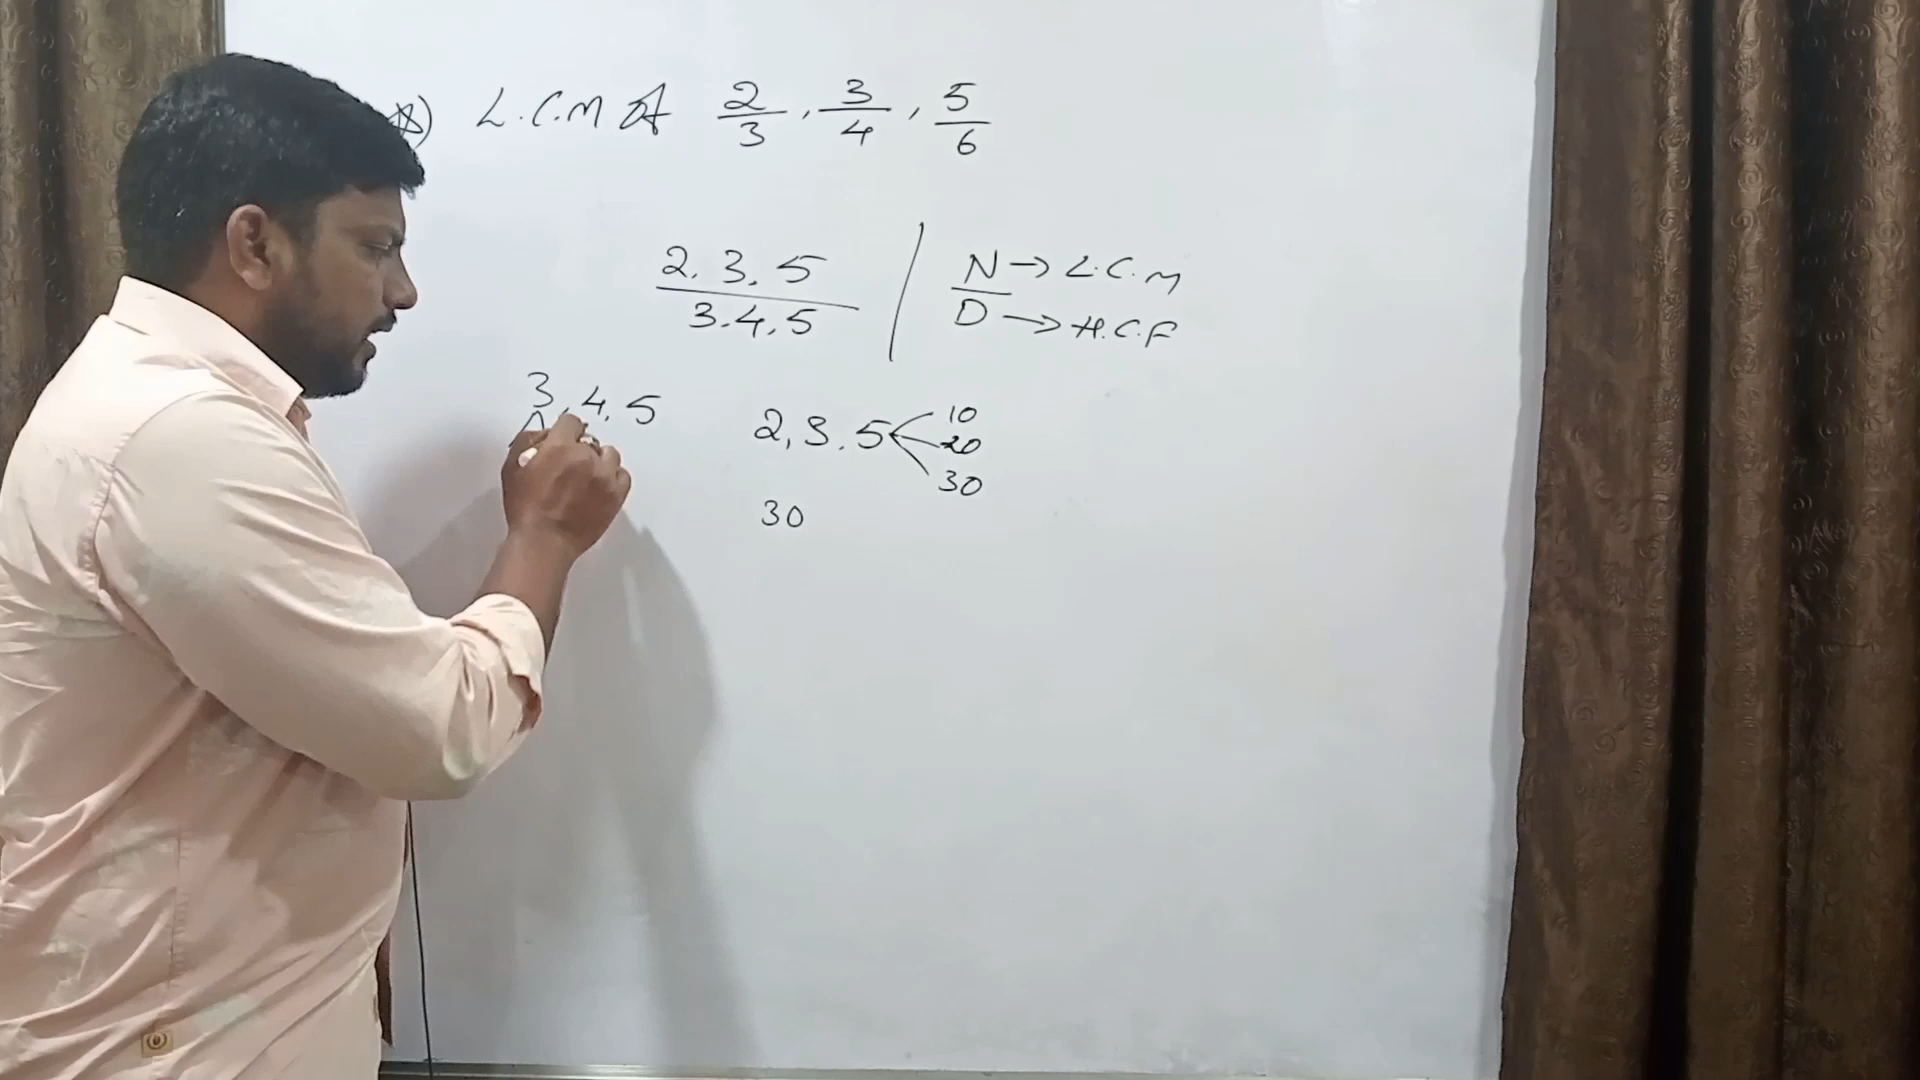 *) L.C.M of 2/3, 3/4, 5/6
2, 3, 5 / 3.4,5
N → L.C.M
D → H.C.F
3, 4, 5
2, 3, 5 10
20
30
30